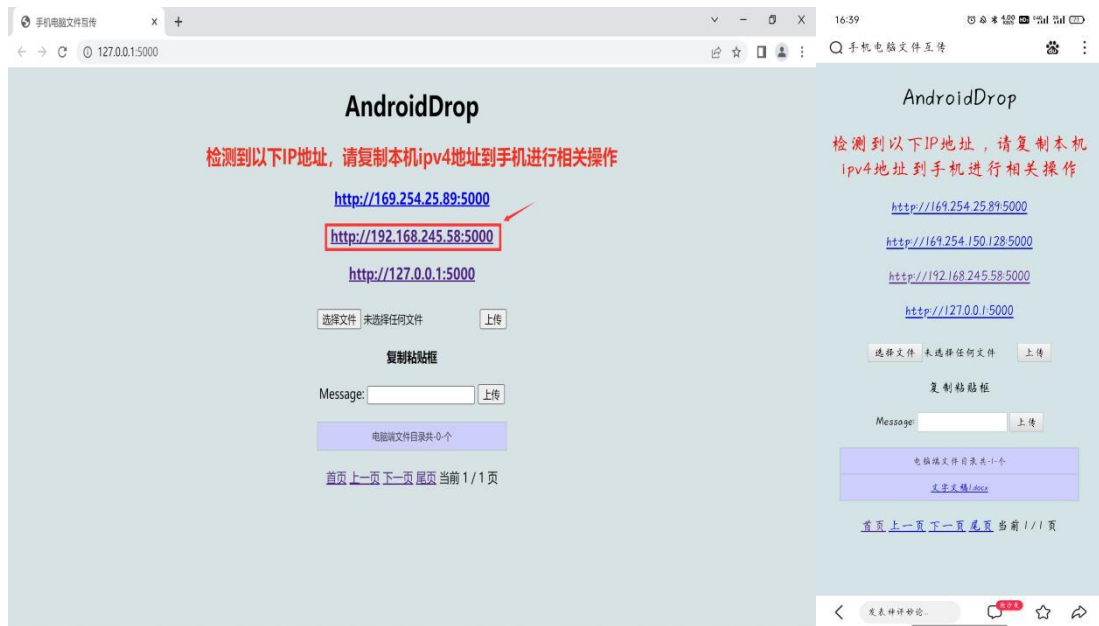 手机电脑文件互传
127.0.0.1:5000
AndroidDrop
检测到以下IP地址，请复制本机ipv4地址到手机进行相关操作
http://169.254.25.89:5000
http://192.168.245.58:5000
http://127.0.0.1:5000
选择文件 未选择任何文件 上传
复制粘贴框
Message: 上传
电脑端文件目录共-0-个
首页 上一页 下一页 尾页 当前 1 / 1 页
16:39
手机电脑文件互传
AndroidDrop
检测到以下IP地址，请复制本机
ipv4地址到手机进行相关操作
http://169.254.25.89:5000
http://169.254.150.128:5000
http://192.168.245.58:5000
http://127.0.0.1:5000
选择文件 未选择任何文件 上传
复制粘贴框
Message: 上传
电脑端文件目录共-1-个
文字文稿1.docx
首页 上一页 下一页 尾页 当前 1 / 1 页
发表神评妙论..